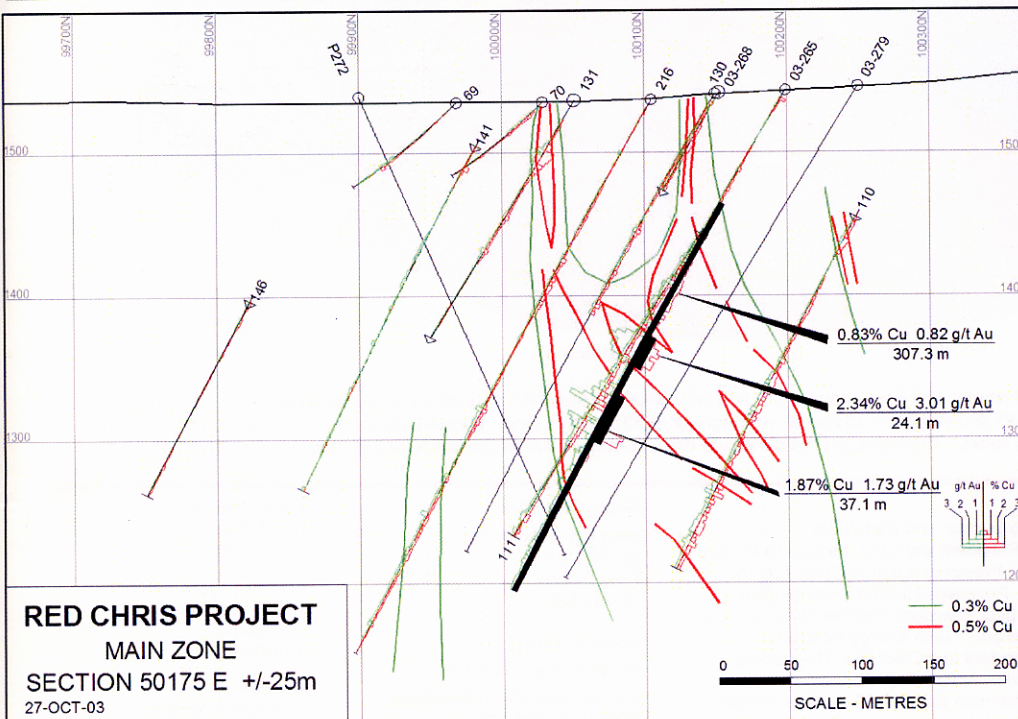 99700N
99800N
99900N
100000N
100100N
100200N
100300N
P272
69
70
131
216
130
03-268
03-265
03-279
141
1500
150
110
1400
140
146
0.83% Cu 0.82 g/t Au
307.3 m
2.34% Cu 3.01 g/t Au
24.1 m
1300
130
1.87% Cu 1.73 g/t Au
37.1 m
g/t Au % Cu
3 2 1 1 2 3
111
120
RED CHRIS PROJECT
MAIN ZONE
SECTION 50175 E +/-25m
27-OCT-03
0.3% Cu
0.5% Cu
0 50 100 150 200
SCALE - METRES